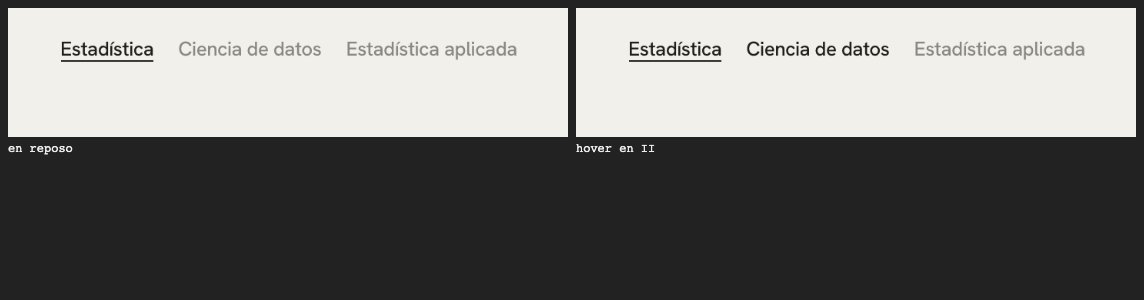 Estadística Ciencia de datos Estadística aplicada
en reposo
Estadística Ciencia de datos Estadística aplicada
hover en II